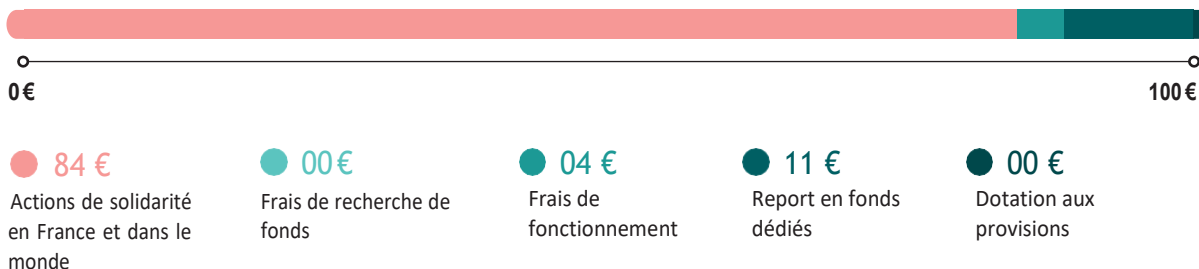 0 €
100 €
84 €
Actions de solidarité
en France et dans le
monde
00 €
Frais de recherche de
fonds
04 €
Frais de
fonctionnement
11 €
Report en fonds
dédiés
00 €
Dotation aux
provisions